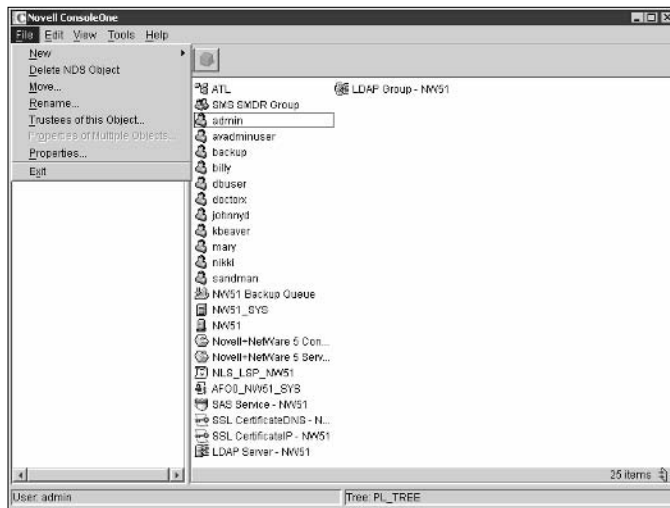 Novell ConsoleOne
File Edit View Tools Help
New
Delete NDS Object
Move...
Rename...
Trustees of this Object...
Properties of Multiple Objects...
Properties...
Exit
ATL
SMS SMDR Group
admin
avadminuser
backup
billy
dbuser
doctorx
johnnyd
kbeaver
mary
nikki
sandman
NW51 Backup Queue
NW51_SYS
NW51
Novell+NetWare 5 Con...
Novell+NetWare 5 Serv...
NLS_LSP_NW51
AFO0_NW51_SYS
SAS Service - NW51
SSL CertificateDNS - N...
SSL CertificateIP - NW51
LDAP Server - NW51
LDAP Group - NW51
25 items
User: admin
Tree: PL_TREE